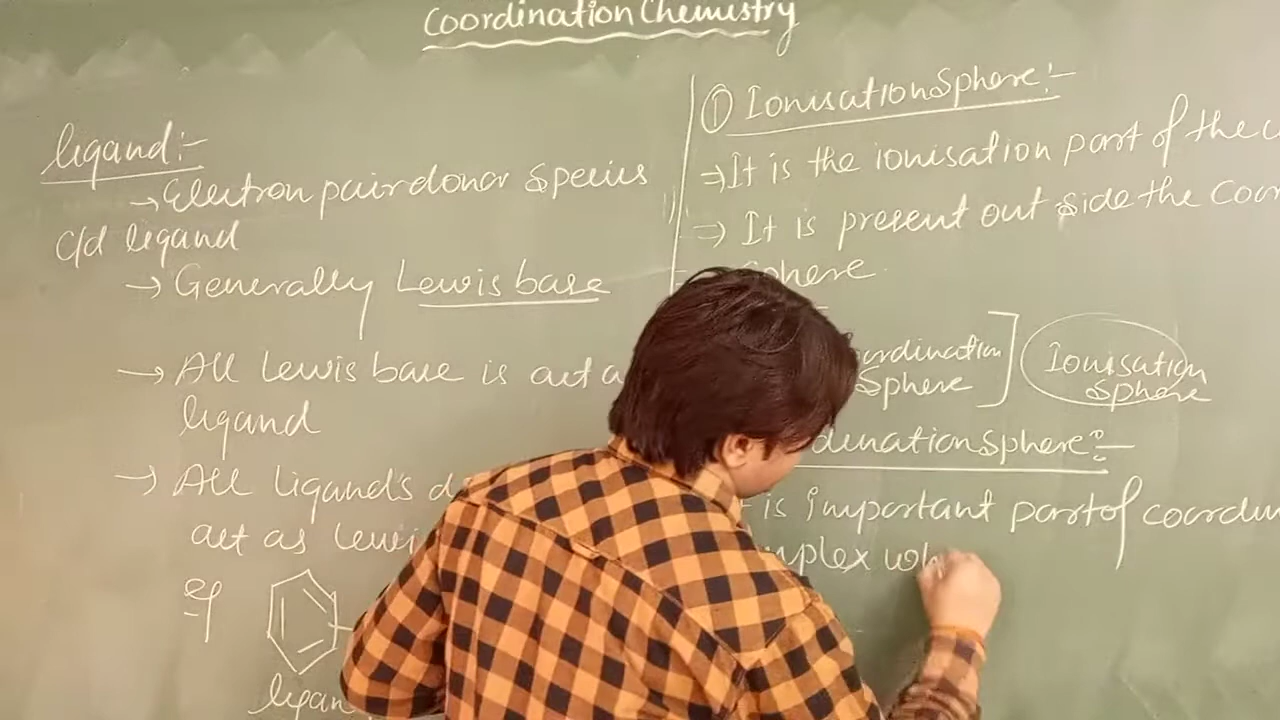 Coordination Chemistry
ligand:-
→ Electron pair donor species
C/d ligand
→ Generally Lewis base
→ All Lewis base is act a
ligand
→ All ligand's d
act as lewi
eg
ligan
① Ionisation Sphere:-
⇒ It is the ionisation part of the c
⇒ It is present out side the coor
sphere.
ordination
Sphere
] Ionisation
sphere
dination Sphere:-
is important part of coordin
mplex wh